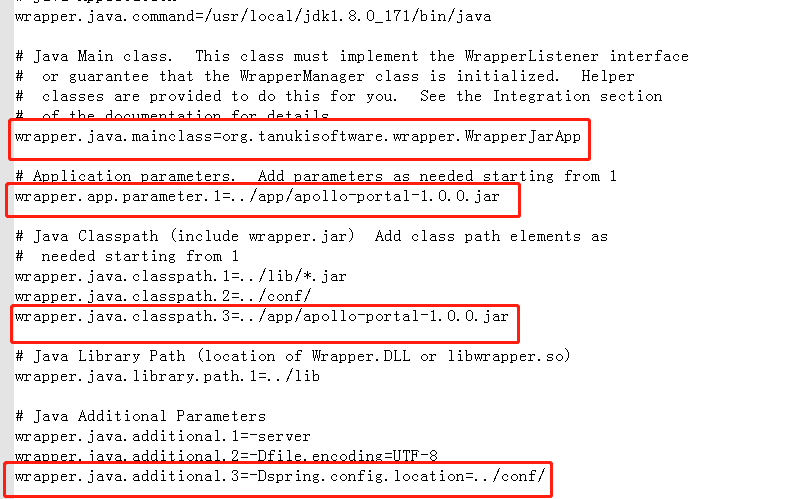 wrapper.java.command=/usr/local/jdk1.8.0_171/bin/java
# Java Main class.  This class must implement the WrapperListener interface
#  or guarantee that the WrapperManager class is initialized.  Helper
#  classes are provided to do this for you.  See the Integration section
#  of the documentation for details
wrapper.java.mainclass=org.tanukisoftware.wrapper.WrapperJarApp
# Application parameters.  Add parameters as needed starting from 1
wrapper.app.parameter.1=../app/apollo-portal-1.0.0.jar
# Java Classpath (include wrapper.jar)  Add class path elements as
#  needed starting from 1
wrapper.java.classpath.1=../lib/*.jar
wrapper.java.classpath.2=../conf/
wrapper.java.classpath.3=../app/apollo-portal-1.0.0.jar
# Java Library Path (location of Wrapper.DLL or libwrapper.so)
wrapper.java.library.path.1=../lib
# Java Additional Parameters
wrapper.java.additional.1=-server
wrapper.java.additional.2=-Dfile.encoding=UTF-8
wrapper.java.additional.3=-Dspring.config.location=../conf/